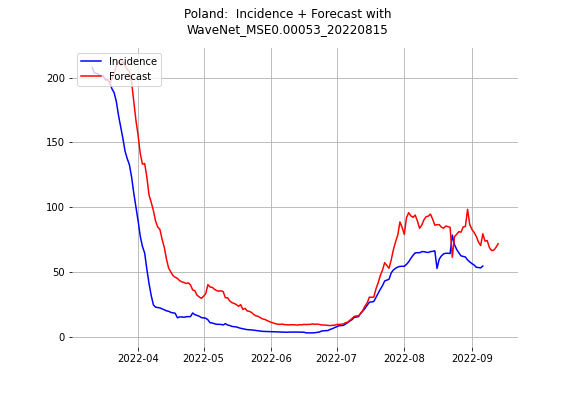 Poland:  Incidence + Forecast with
WaveNet_MSE0.00053_20220815
Incidence
Forecast
200
150
100
50
0
2022-04
2022-05
2022-06
2022-07
2022-08
2022-09